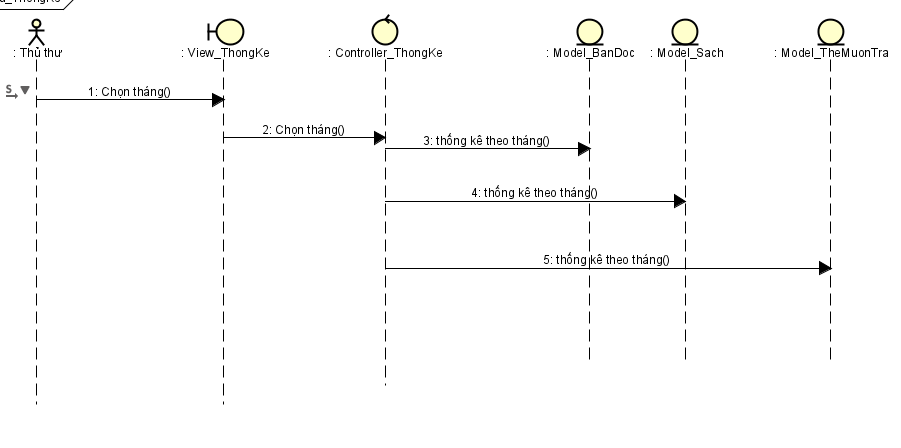 : Thủ thư
: View_ThongKe
: Controller_ThongKe
: Model_BanDoc
: Model_Sach
: Model_TheMuonTra
S
1: Chọn tháng()
2: Chọn tháng()
3: thống kê theo tháng()
4: thống kê theo tháng()
5: thống kê theo tháng()